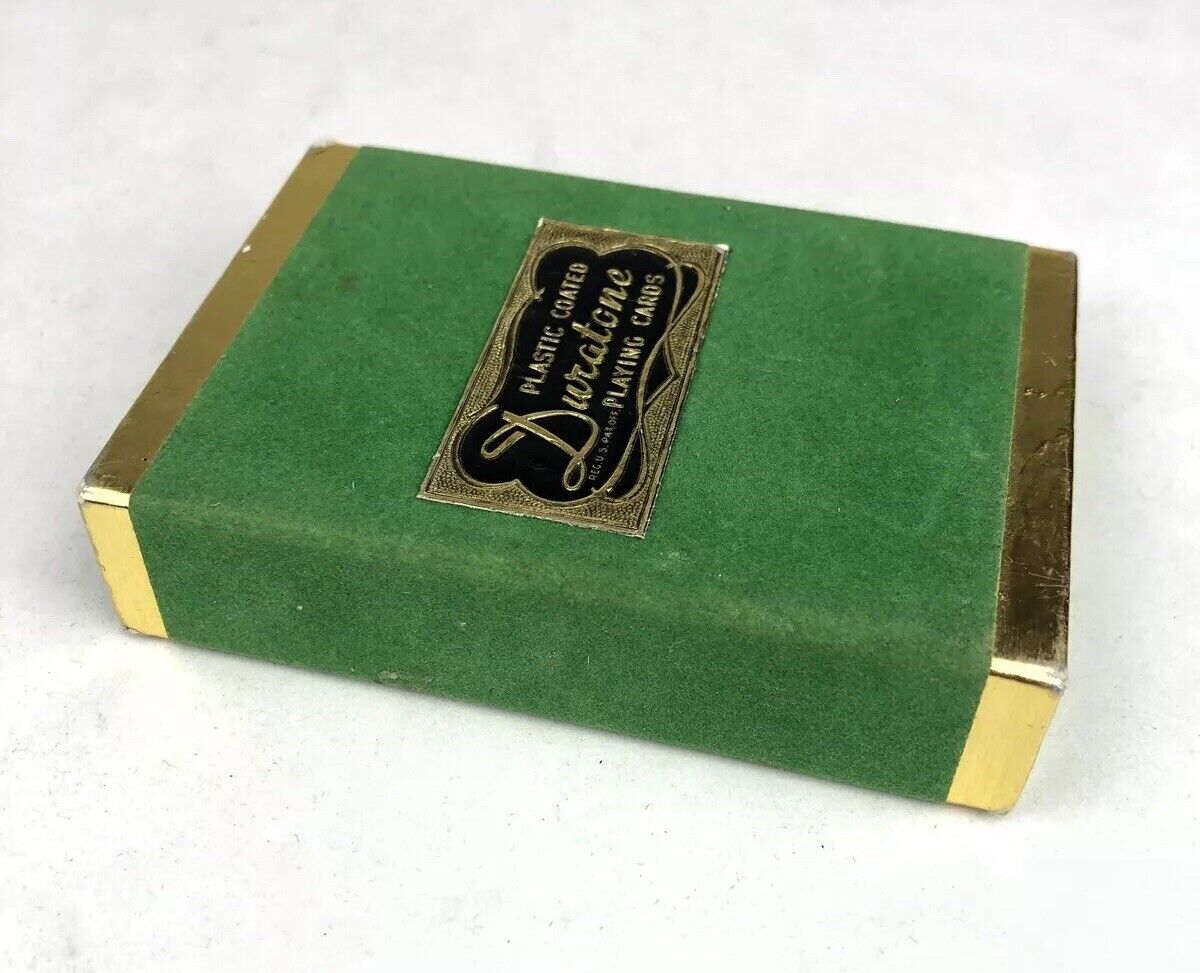 PLASTIC COATED
Duratone
REG. U.S. PAT. OFF. PLAYING CARDS